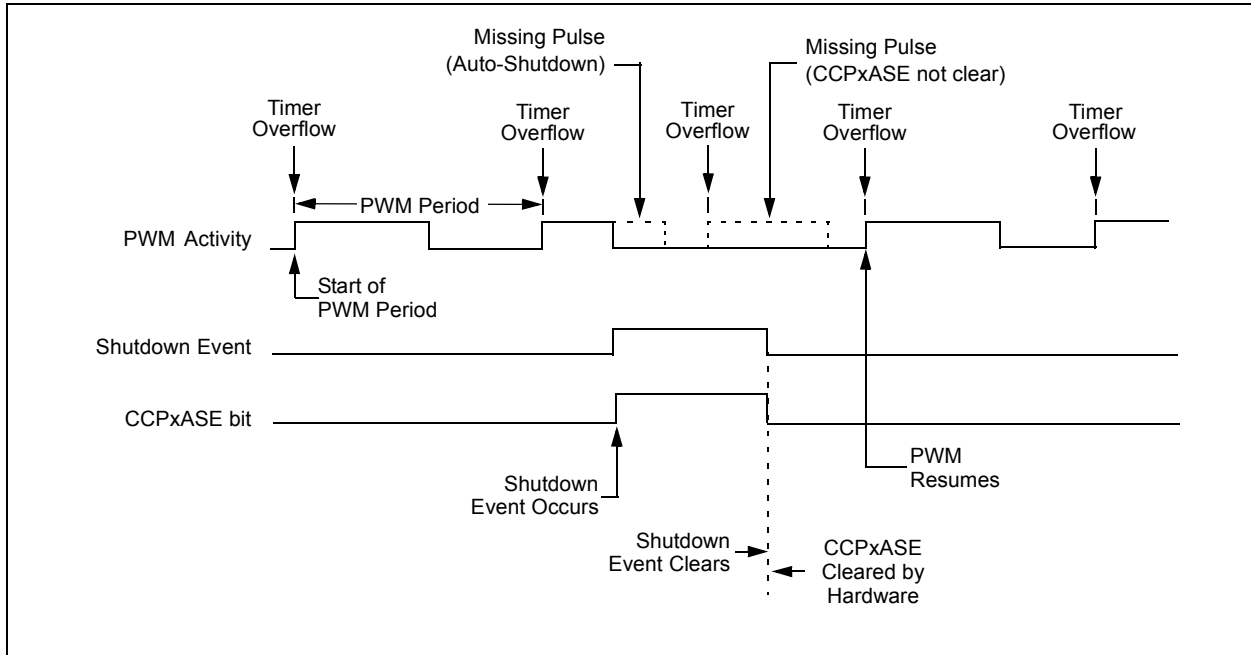 Missing Pulse
(Auto-Shutdown)
Missing Pulse
(CCPxASE not clear)
Timer
Overflow
Timer
Overflow
Timer
Overflow
Timer
Overflow
Timer
Overflow
PWM Period
PWM Activity
Start of
PWM Period
Shutdown Event
CCPxASE bit
Shutdown
Event Occurs
PWM
Resumes
Shutdown
Event Clears
CCPxASE
Cleared by
Hardware